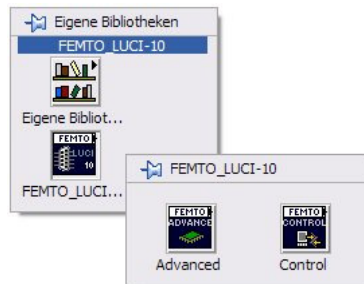 Eigene Bibliotheken
FEMTO_LUCI-10
Eigene Bibliot...
FEMTO
LUCI
10
FEMTO_LUCI...
FEMTO_LUCI-10
FEMTO
ADVANCE
FEMTO
CONTROL
Advanced
Control